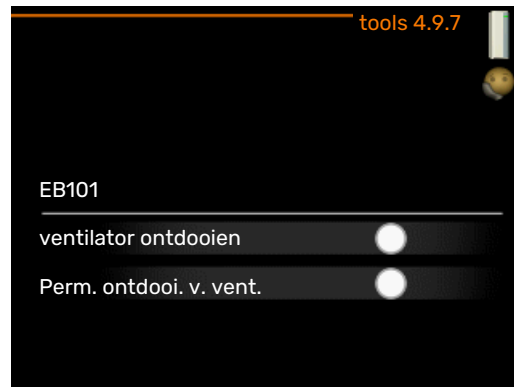 tools 4.9.7
EB101
ventilator ontdooien
Perm. ontdooi. v. vent.